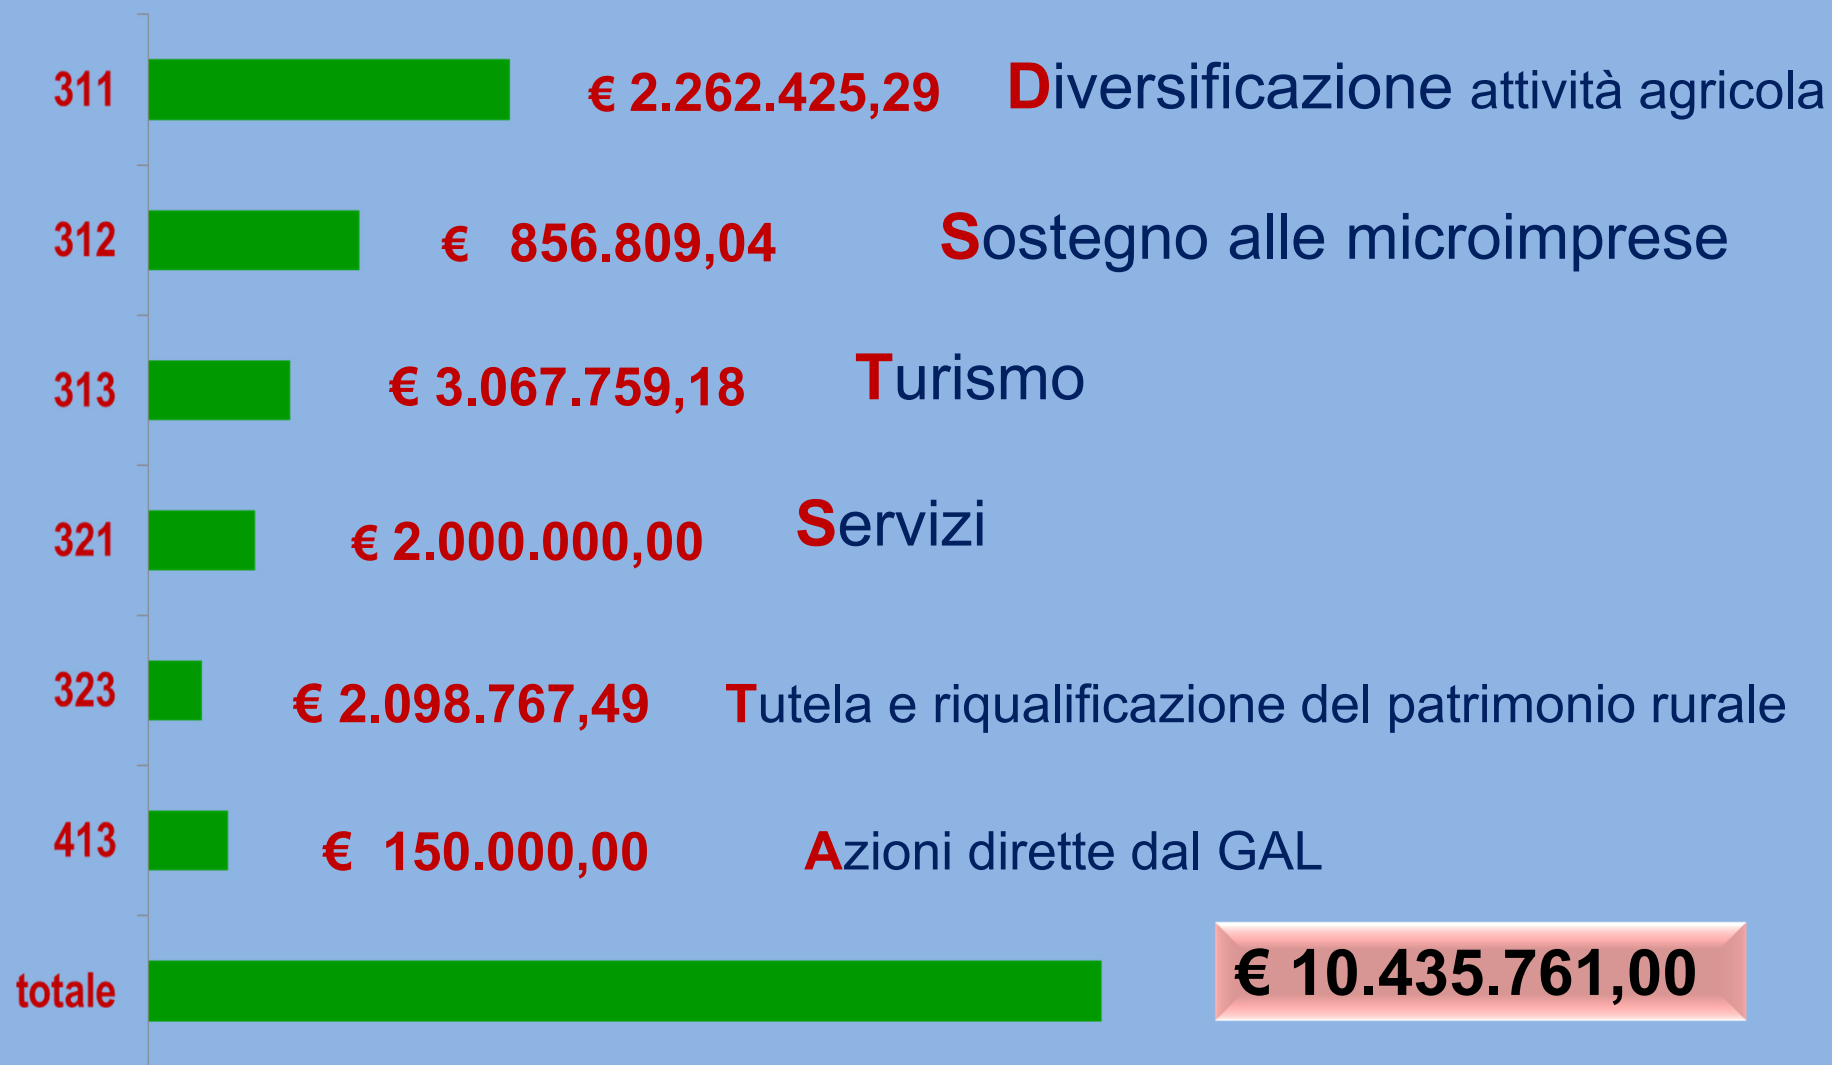 311 € 2.262.425,29 Diversificazione attività agricola
312 € 856.809,04 Sostegno alle microimprese
313 € 3.067.759,18 Turismo
321 € 2.000.000,00 Servizi
323 € 2.098.767,49 Tutela e riqualificazione del patrimonio rurale
413 € 150.000,00 Azioni dirette dal GAL
totale € 10.435.761,00